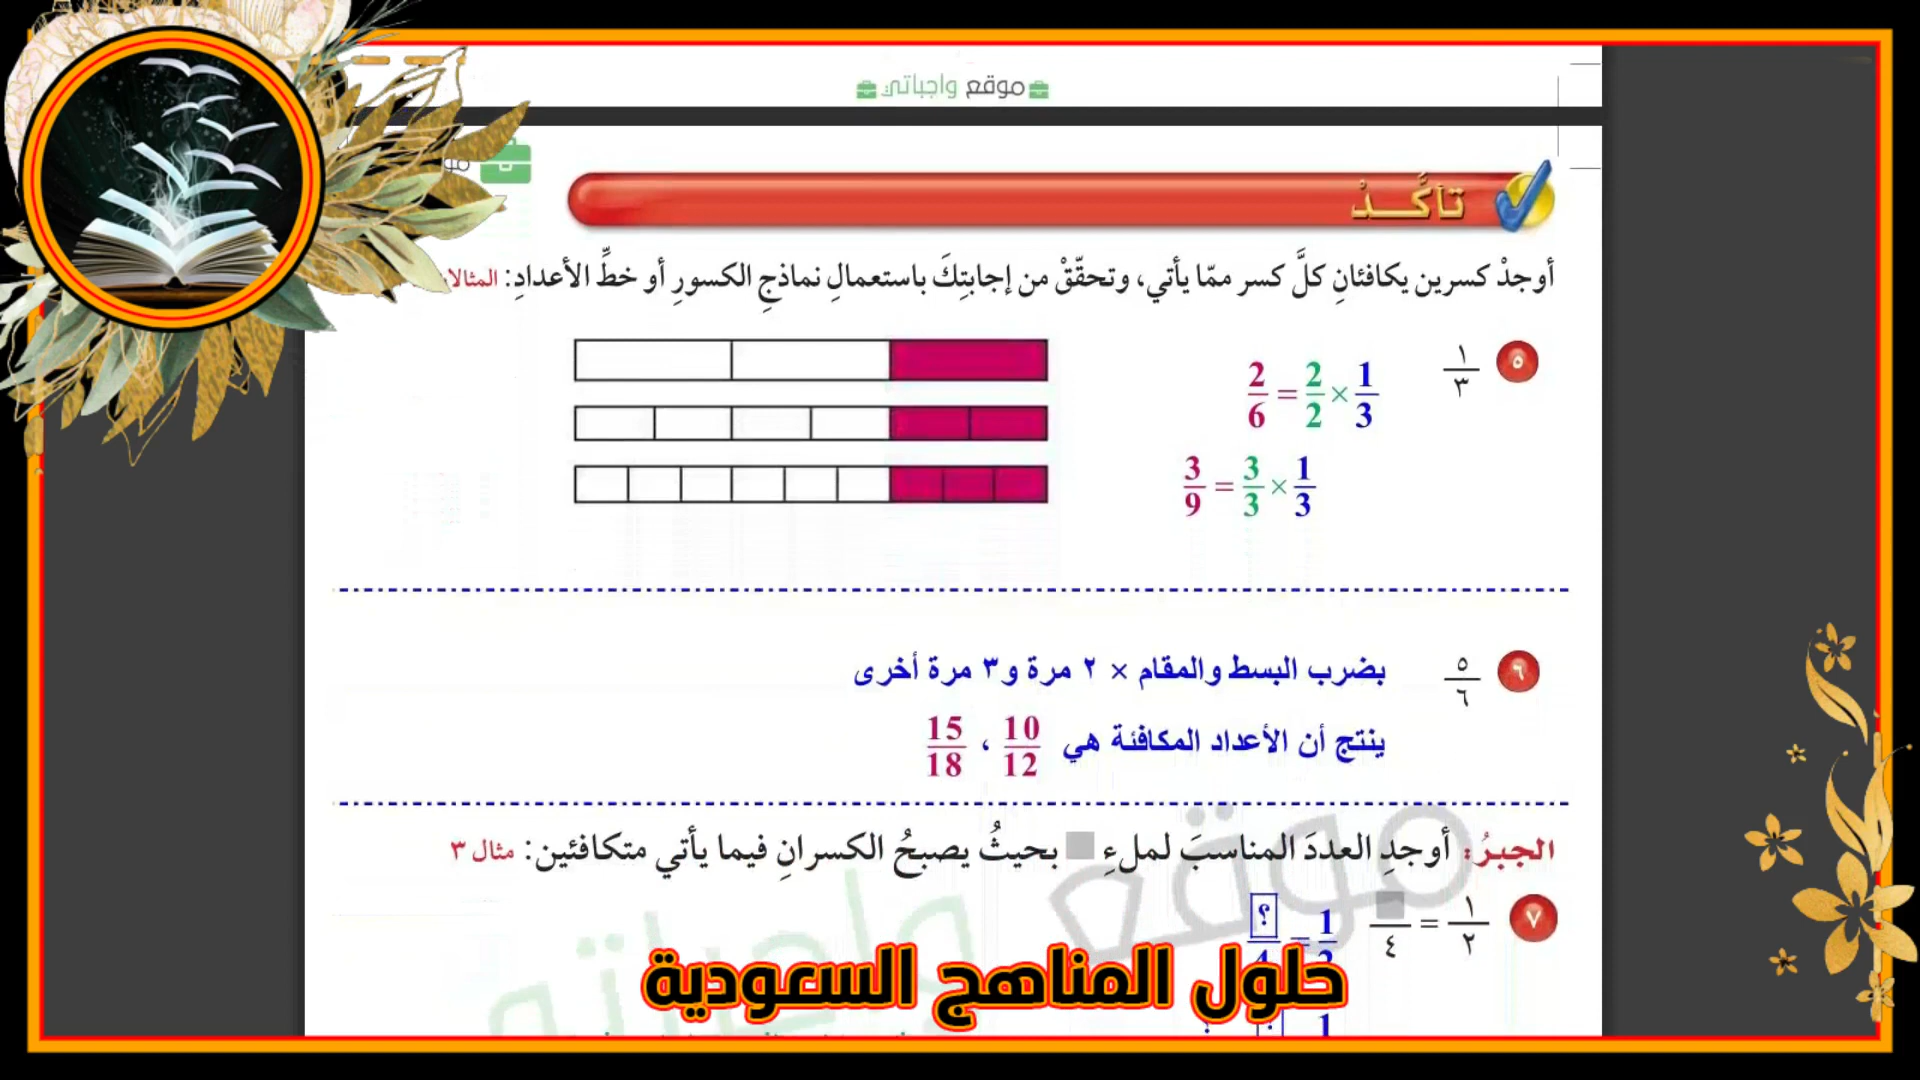 موقع واجباتي
تأكَّدْ
أوجدْ كسرين يكافئانِ كلَّ كسر ممّا يأتي، وتحقّقْ من إجابتِكَ باستعمالِ نماذجِ الكسورِ أو خطِّ الأعدادِ:
٥ ١/٣
1/3 × 2/2 = 2/6
1/3 × 3/3 = 3/9
٦ ٥/٦
بضرب البسط والمقام × ٢ مرة و٣ مرة أخرى
ينتج أن الأعداد المكافئة هي 10/12 ، 15/18
الجبرُ: أوجدِ العددَ المناسبَ لملءِ ■ بحيثُ يصبحُ الكسرانِ فيما يأتي متكافئين: مثال ٣
٧ ١/٢ = ■/٤
موقع واجباتي
حلول المناهج السعودية